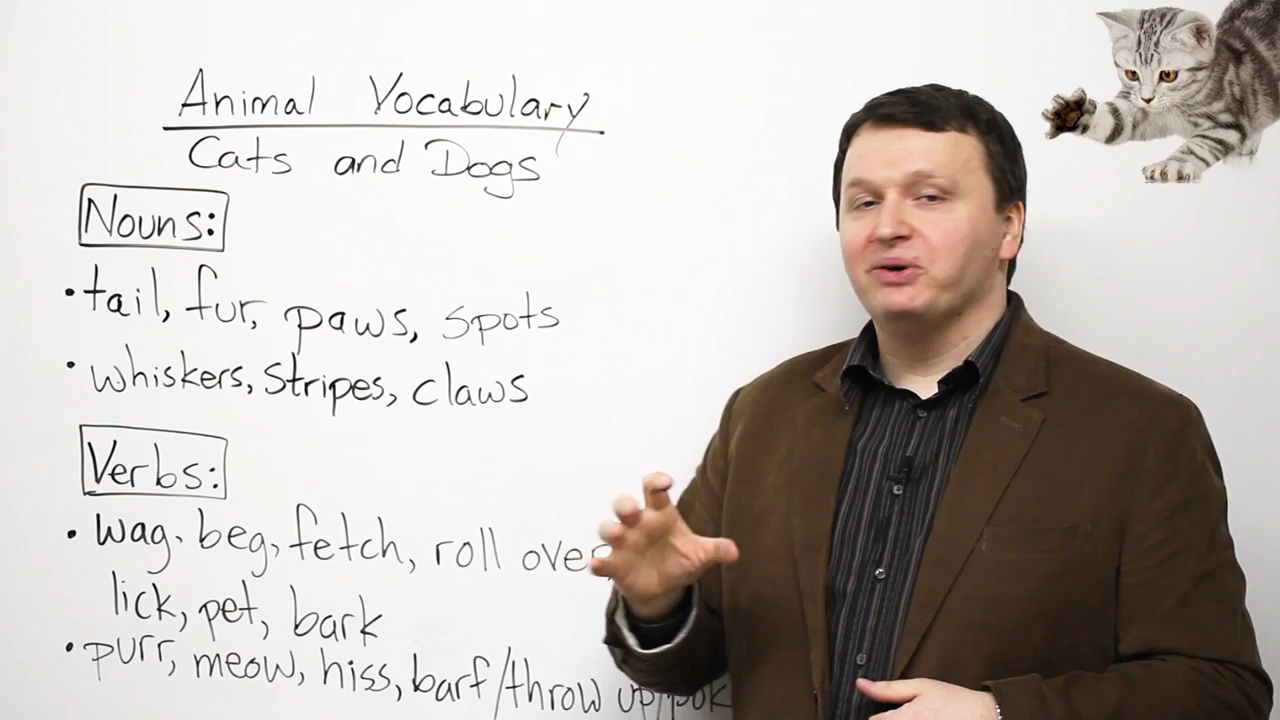 Animal Vocabulary
Cats and Dogs
Nouns:
• tail, fur, paws, spots
• whiskers, stripes, claws
Verbs:
• wag, beg, fetch, roll over
lick, pet, bark
• purr, meow, hiss, barf/throw up/